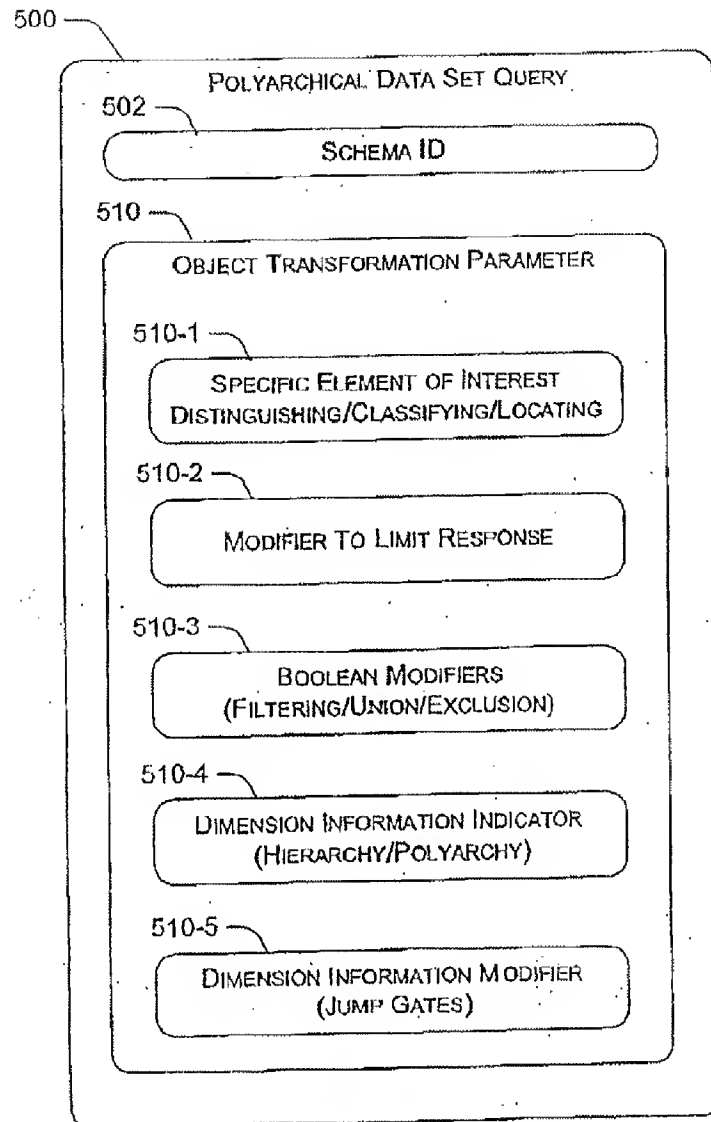 500
POLYARCHICAL DATA SET QUERY
502
SCHEMA ID
510
OBJECT TRANSFORMATION PARAMETER
510-1
SPECIFIC ELEMENT OF INTEREST
DISTINGUISHING/CLASSIFYING/LOCATING
510-2
MODIFIER TO LIMIT RESPONSE
510-3
BOOLEAN MODIFIERS
(FILTERING/UNION/EXCLUSION)
510-4
DIMENSION INFORMATION INDICATOR
(HIERARCHY/POLYARCHY)
510-5
DIMENSION INFORMATION MODIFIER
(JUMP GATES)